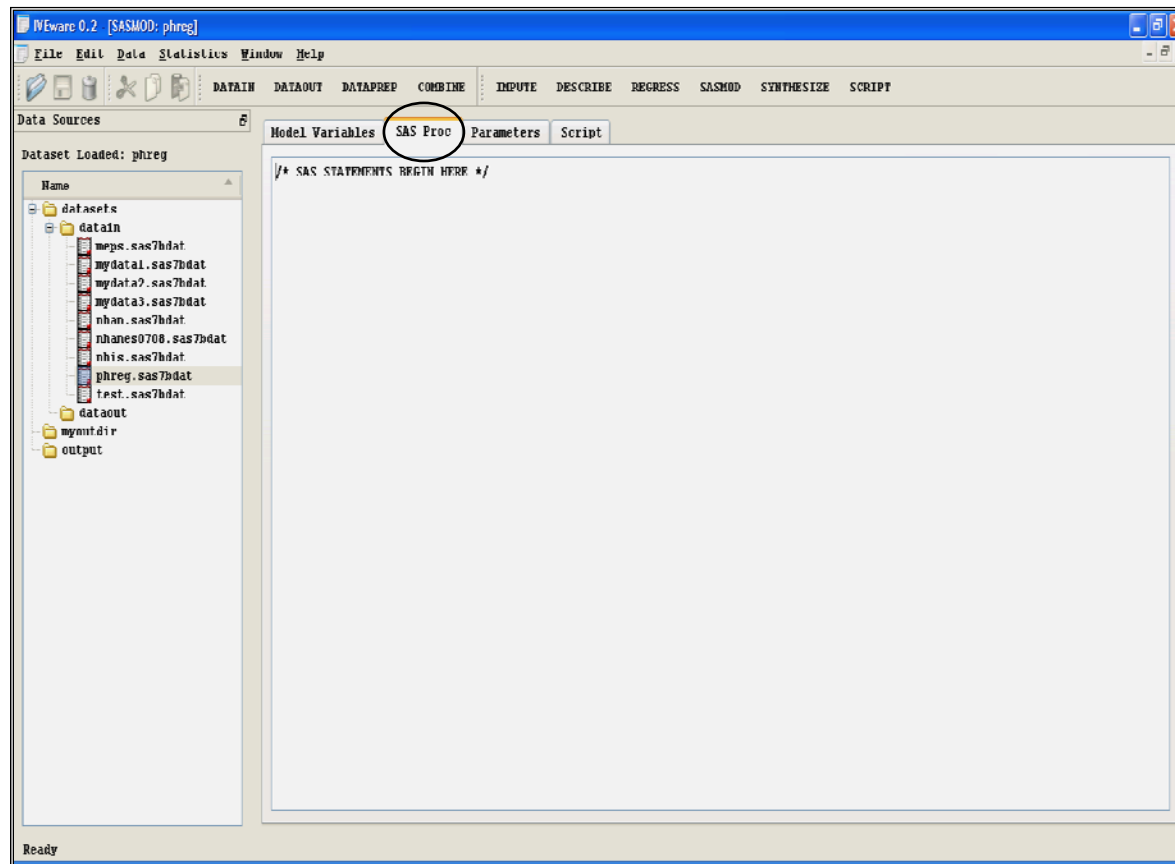 IVEware 0.2 - [SASMOD: phreg]
File Edit Data Statistics Window Help
DATAIN DATAOUT DATAPREP COMBINE IMPUTE DESCRIBE REGRESS SASMOD SYNTHESIZE SCRIPT
Data Sources
Dataset Loaded: phreg
Name
datasets
datain
meps.sas7bdat
mydata1.sas7bdat
mydata2.sas7bdat
mydata3.sas7bdat
nhan.sas7bdat
nhanes0708.sas7bdat
nhis.sas7bdat
phreg.sas7bdat
test.sas7bdat
dataout
myoutdir
output
Model Variables SAS Proc Parameters Script
/* SAS STATEMENTS BEGIN HERE */
Ready